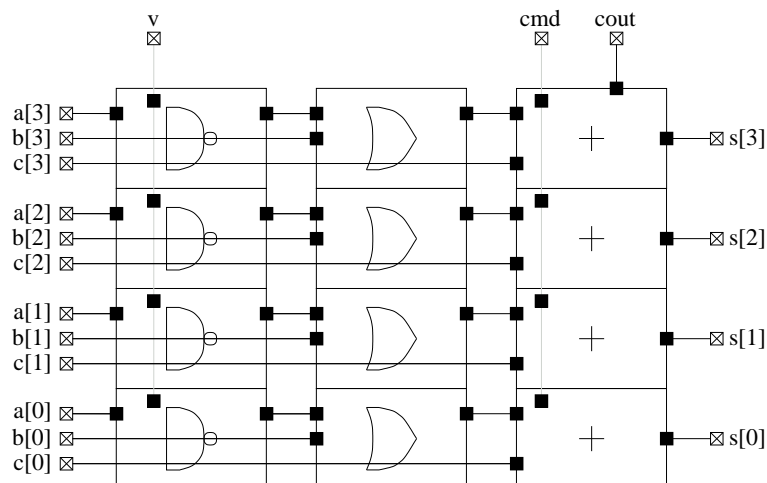 v cmd cout
a[3]
b[3] s[3]
c[3]
a[2]
b[2] s[2]
c[2]
a[1]
b[1] s[1]
c[1]
a[0]
b[0] s[0]
c[0]